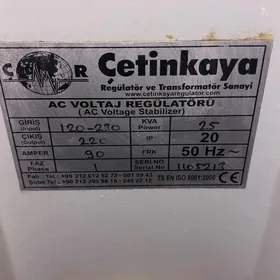 Ç R Çetinkaya
Regülatör ve Transformatör Sanayi
www.cetinkayaregulator.com
AC VOLTAJ REGÜLATÖRÜ
( AC Voltage Stabilizer)
GİRİŞ (Input) 120-230 KVA Power 25
ÇIKIŞ (Output) 220 IP 20
AMPER 90 FRK 50 Hz~
FAZ Phase 1 SERİ NO Serial No 1105213
TS EN ISO 9001:2000